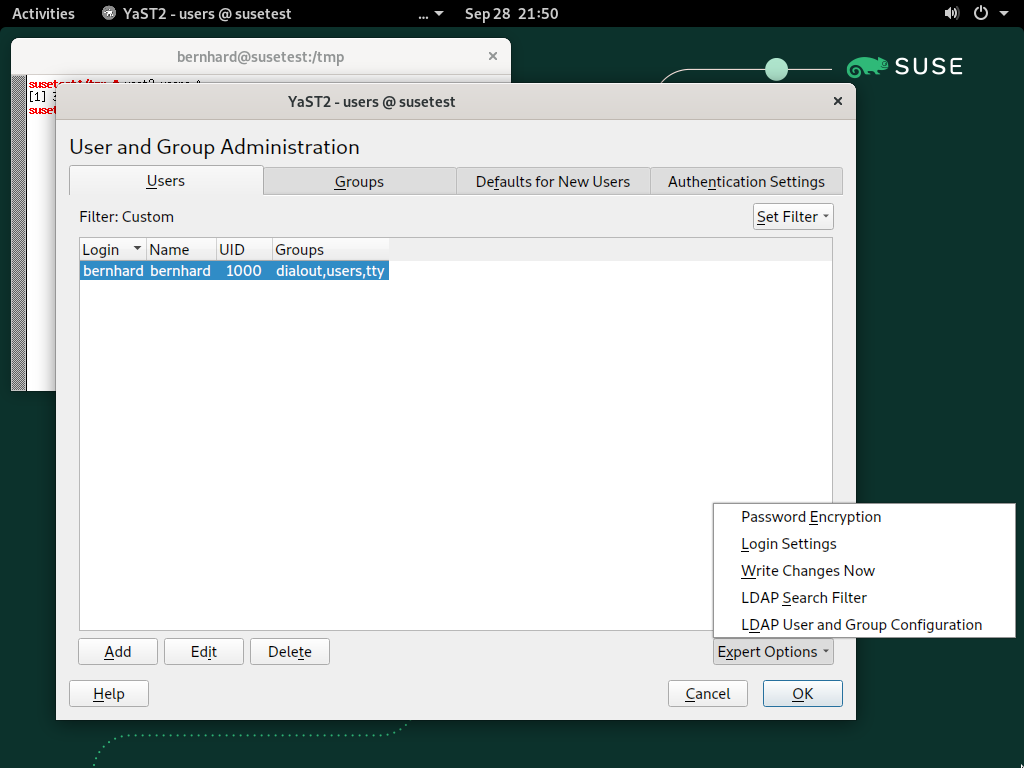 Activities YaST2 - users @ susetest ... Sep 28 21:50
SUSE
bernhard@susetest:/tmp
[1]
YaST2 - users @ susetest
User and Group Administration
Users Groups Defaults for New Users Authentication Settings
Filter: Custom Set Filter
Login Name UID Groups
bernhard bernhard 1000 dialout,users,tty
Password Encryption
Login Settings
Write Changes Now
LDAP Search Filter
LDAP User and Group Configuration
Add Edit Delete Expert Options
Help Cancel OK